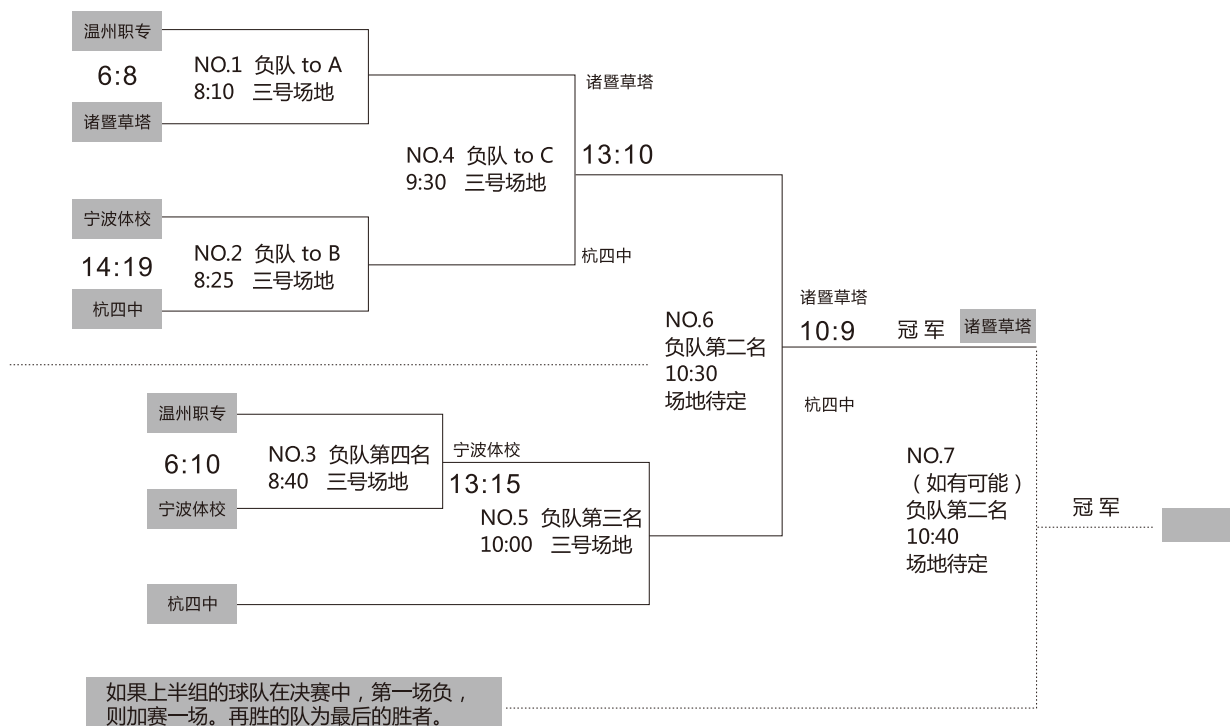 温州职专
6:8
诸暨草塔
NO.1 负队 to A
8:10 三号场地
宁波体校
14:19
杭四中
NO.2 负队 to B
8:25 三号场地
NO.4 负队 to C
9:30 三号场地
诸暨草塔
13:10
杭四中
温州职专
6:10
宁波体校
NO.3 负队第四名
8:40 三号场地
宁波体校
13:15
NO.5 负队第三名
10:00 三号场地
杭四中
NO.6
负队第二名
10:30
场地待定
诸暨草塔
10:9 冠军 诸暨草塔
杭四中
NO.7
（如有可能）
负队第二名
10:40
场地待定
冠军
如果上半组的球队在决赛中，第一场负，
则加赛一场。再胜的队为最后的胜者。